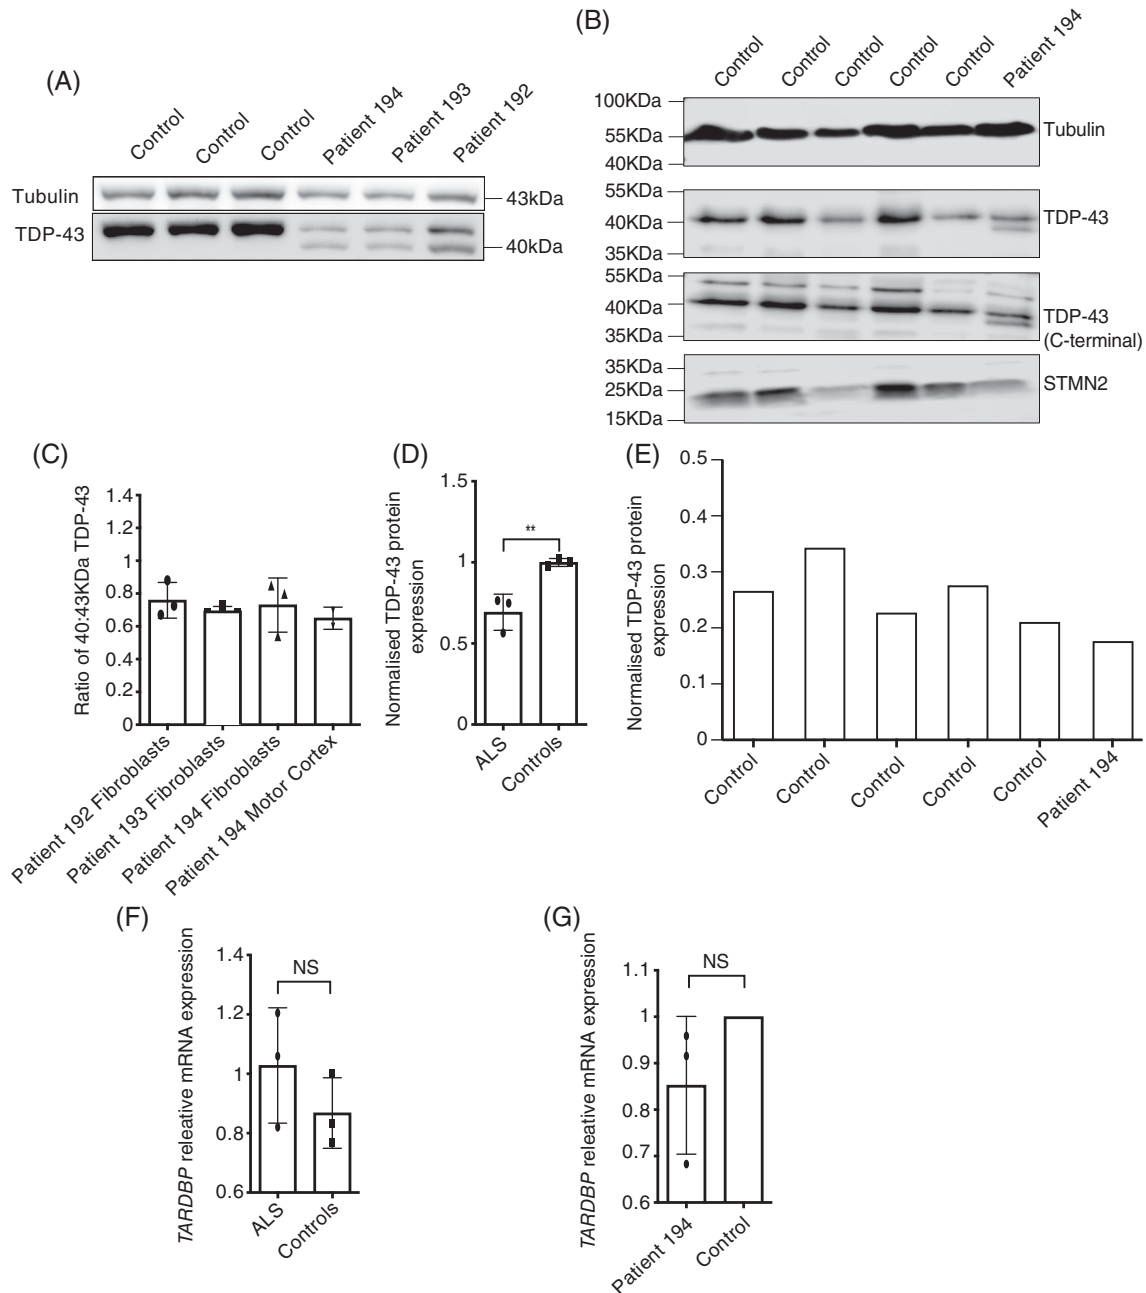 (A)
Control
Control
Control
Patient 194
Patient 193
Patient 192
Tubulin
43kDa
TDP-43
40kDa
(B)
Control
Control
Control
Control
Control
Patient 194
100KDa
55KDa
40KDa
Tubulin
55KDa
40KDa
35KDa
TDP-43
55KDa
40KDa
35KDa
TDP-43
(C-terminal)
35KDa
25KDa
15KDa
STMN2
(C)
Ratio of 40:43KDa TDP-43
1.4
1.2
1
0.8
0.6
0.4
0.2
0
Patient 192 Fibroblasts
Patient 193 Fibroblasts
Patient 194 Fibroblasts
Patient 194 Motor Cortex
(D)
Normalised TDP-43 protein
expression
1.5
1
0.5
0
**
ALS
Controls
(E)
Normalised TDP-43 protein
expression
0.5
0.4
0.3
0.2
0.1
0
Control
Control
Control
Control
Control
Patient 194
(F)
TARDBP releative mRNA expression
1.4
1.2
1
0.8
0.6
NS
ALS
Controls
(G)
TARDBP releative mRNA expression
1.1
1
0.9
0.8
0.7
0.6
NS
Patient 194
Control